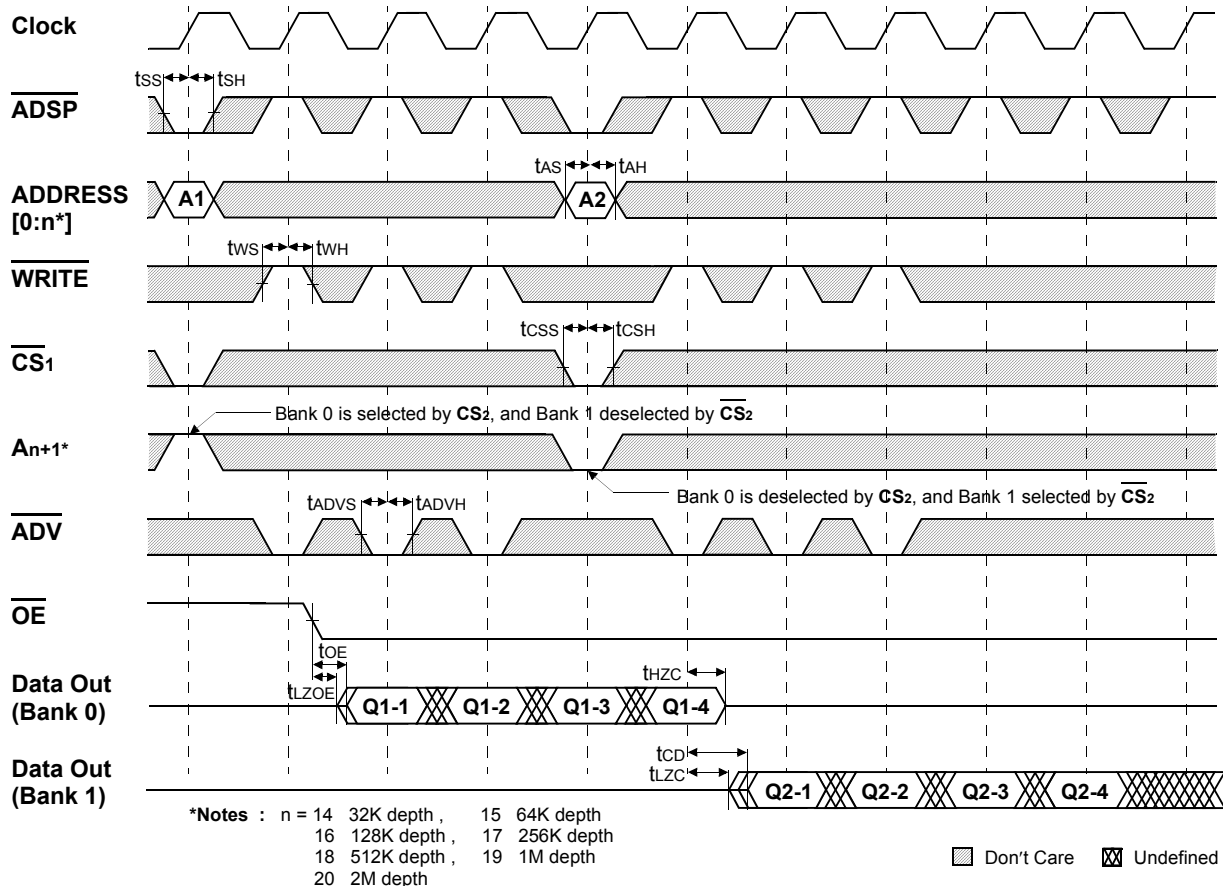 Clock
tSS tSH
ADSP
tAS tAH
ADDRESS
[0:n*]
A1 A2
tWS tWH
WRITE
tCSS tCSH
CS1
Bank 0 is selected by CS2, and Bank 1 deselected by CS2
An+1*
Bank 0 is deselected by CS2, and Bank 1 selected by CS2
tADVS tADVH
ADV
OE
tOE
tLZOE
tHZC
Data Out
(Bank 0)
Q1-1 Q1-2 Q1-3 Q1-4
tCD
tLZC
Data Out
(Bank 1)
Q2-1 Q2-2 Q2-3 Q2-4
*Notes : n = 14 32K depth , 15 64K depth
16 128K depth , 17 256K depth
18 512K depth , 19 1M depth
20 2M depth
Don't Care Undefined